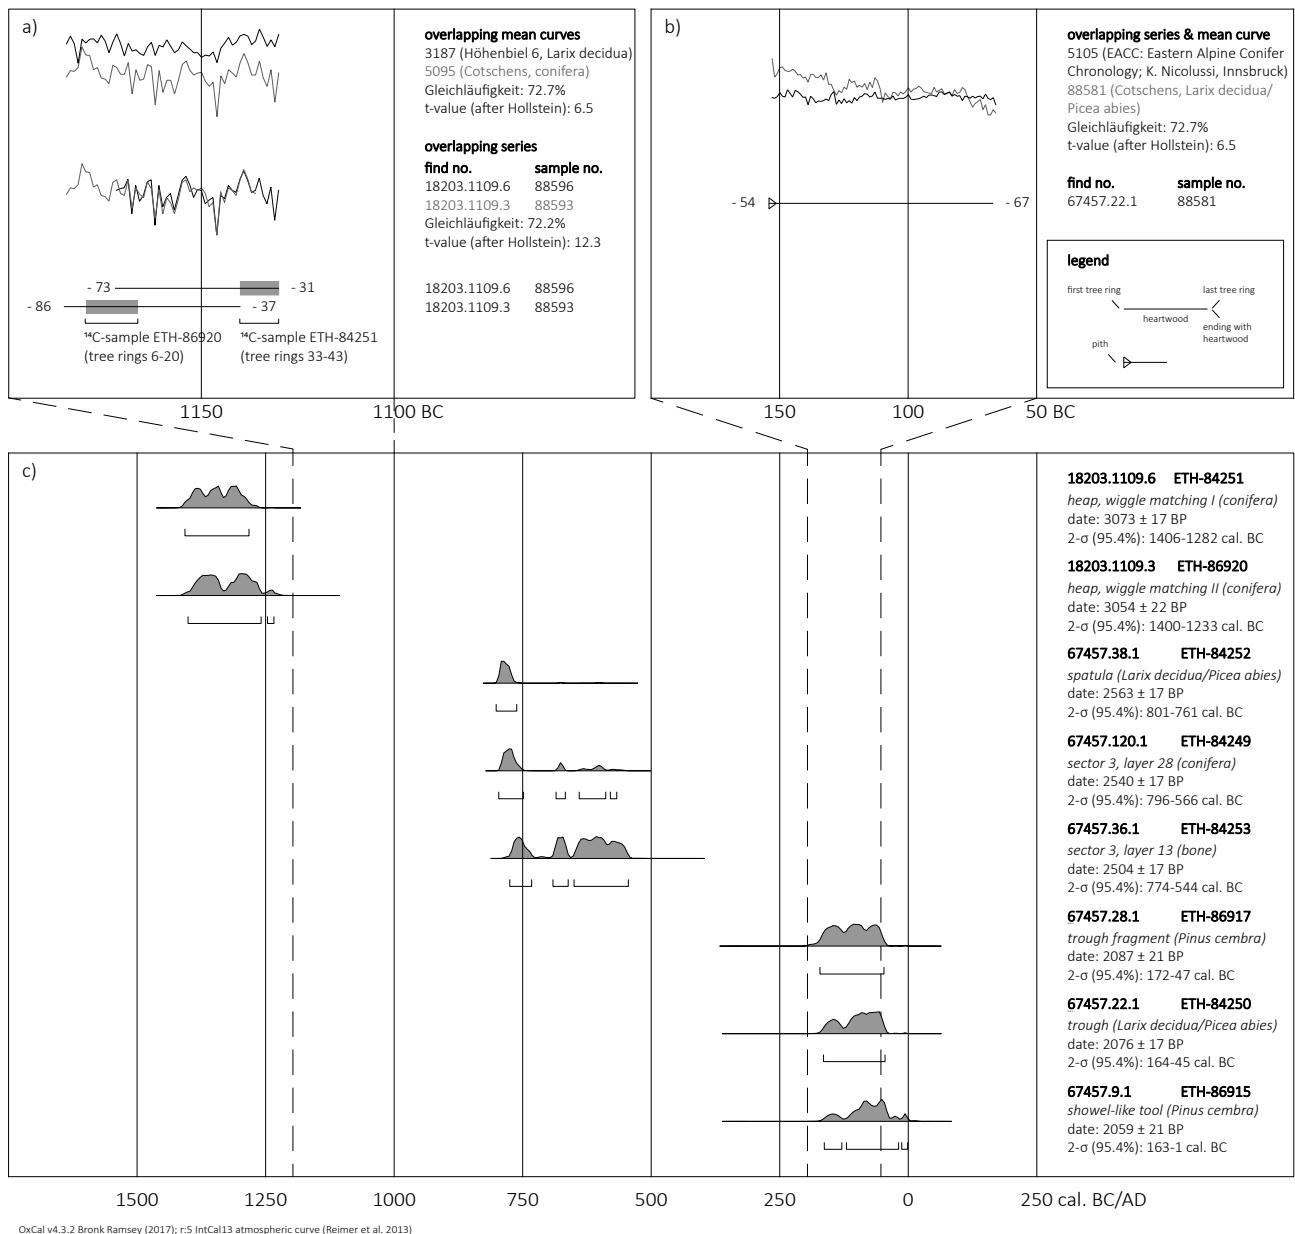 a)
overlapping mean curves
3187 (Höhenbiel 6, Larix decidua)
5095 (Cotschens, conifera)
Gleichläufigkeit: 72.7%
t-value (after Hollstein): 6.5
overlapping series
find no. sample no.
18203.1109.6 88596
18203.1109.3 88593
Gleichläufigkeit: 72.2%
t-value (after Hollstein): 12.3
- 73 - 31 18203.1109.6 88596
- 86 - 37 18203.1109.3 88593
¹⁴C-sample ETH-86920
(tree rings 6-20)
¹⁴C-sample ETH-84251
(tree rings 33-43)
1150 1100 BC
b)
overlapping series & mean curve
5105 (EACC: Eastern Alpine Conifer
Chronology; K. Nicolussi, Innsbruck)
88581 (Cotschens, Larix decidua/
Picea abies)
Gleichläufigkeit: 72.7%
t-value (after Hollstein): 6.5
find no. sample no.
67457.22.1 88581
- 54 - 67
legend
first tree ring last tree ring
heartwood
ending with
heartwood
pith
150 100 50 BC
c)
18203.1109.6 ETH-84251
heap, wiggle matching I (conifera)
date: 3073 ± 17 BP
2-σ (95.4%): 1406-1282 cal. BC
18203.1109.3 ETH-86920
heap, wiggle matching II (conifera)
date: 3054 ± 22 BP
2-σ (95.4%): 1400-1233 cal. BC
67457.38.1 ETH-84252
spatula (Larix decidua/Picea abies)
date: 2563 ± 17 BP
2-σ (95.4%): 801-761 cal. BC
67457.120.1 ETH-84249
sector 3, layer 28 (conifera)
date: 2540 ± 17 BP
2-σ (95.4%): 796-566 cal. BC
67457.36.1 ETH-84253
sector 3, layer 13 (bone)
date: 2504 ± 17 BP
2-σ (95.4%): 774-544 cal. BC
67457.28.1 ETH-86917
trough fragment (Pinus cembra)
date: 2087 ± 21 BP
2-σ (95.4%): 172-47 cal. BC
67457.22.1 ETH-84250
trough (Larix decidua/Picea abies)
date: 2076 ± 17 BP
2-σ (95.4%): 164-45 cal. BC
67457.9.1 ETH-86915
showel-like tool (Pinus cembra)
date: 2059 ± 21 BP
2-σ (95.4%): 163-1 cal. BC
1500 1250 1000 750 500 250 0 250 cal. BC/AD
OxCal v4.3.2 Bronk Ramsey (2017); r:5 IntCal13 atmospheric curve (Reimer et al. 2013)